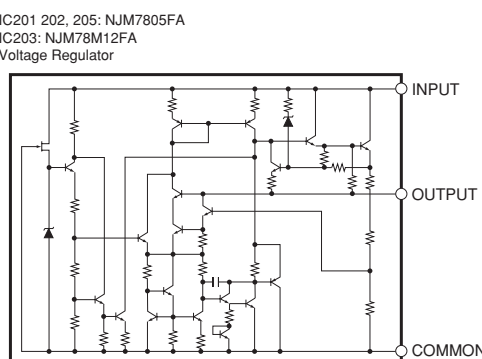 IC201 202, 205: NJM7805FA
IC203: NJM78M12FA
Voltage Regulator
INPUT
OUTPUT
COMMON